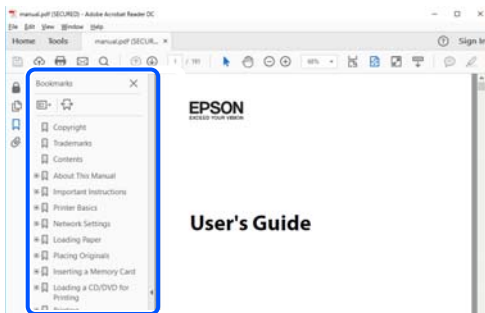 manual.pdf (SECURED) - Adobe Acrobat Reader DC
File Edit View Window Help
Home Tools manual.pdf (SECUR... × Sign In
1 / 191
Bookmarks
EPSON
EXCEED YOUR VISION
Copyright
Trademarks
Contents
About This Manual
Important Instructions
Printer Basics
Network Settings
User's Guide
Loading Paper
Placing Originals
Inserting a Memory Card
Loading a CD/DVD for
Printing